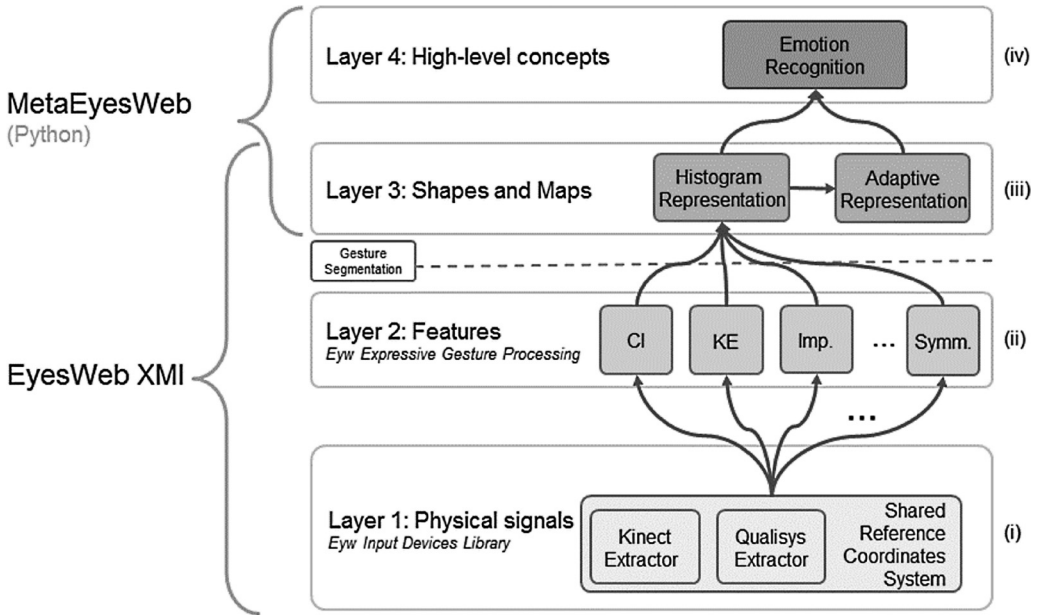 MetaEyesWeb
(Python)
EyesWeb XMI
Layer 4: High-level concepts
Emotion
Recognition
(iv)
Layer 3: Shapes and Maps
Histogram
Representation
Adaptive
Representation
(iii)
Gesture
Segmentation
Layer 2: Features
Eyw Expressive Gesture Processing
CI
KE
Imp.
...
Symm.
(ii)
...
Layer 1: Physical signals
Eyw Input Devices Library
Kinect
Extractor
Qualisys
Extractor
Shared
Reference
Coordinates
System
(i)